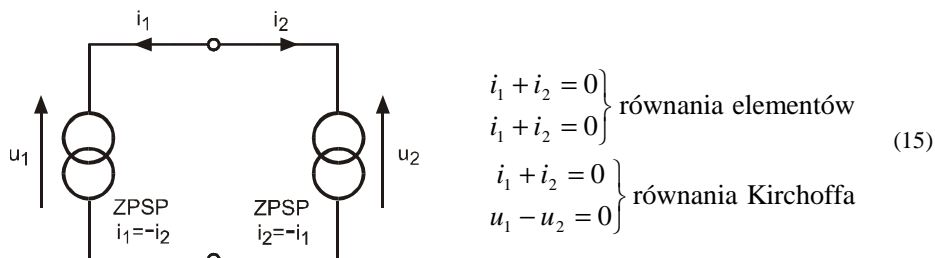 i₁ i₂
u₁ u₂
ZPSP ZPSP
i₁=-i₂ i₂=-i₁
i₁ + i₂ = 0
i₁ + i₂ = 0 } równania elementów
i₁ + i₂ = 0
u₁ − u₂ = 0 } równania Kirchoffa
(15)